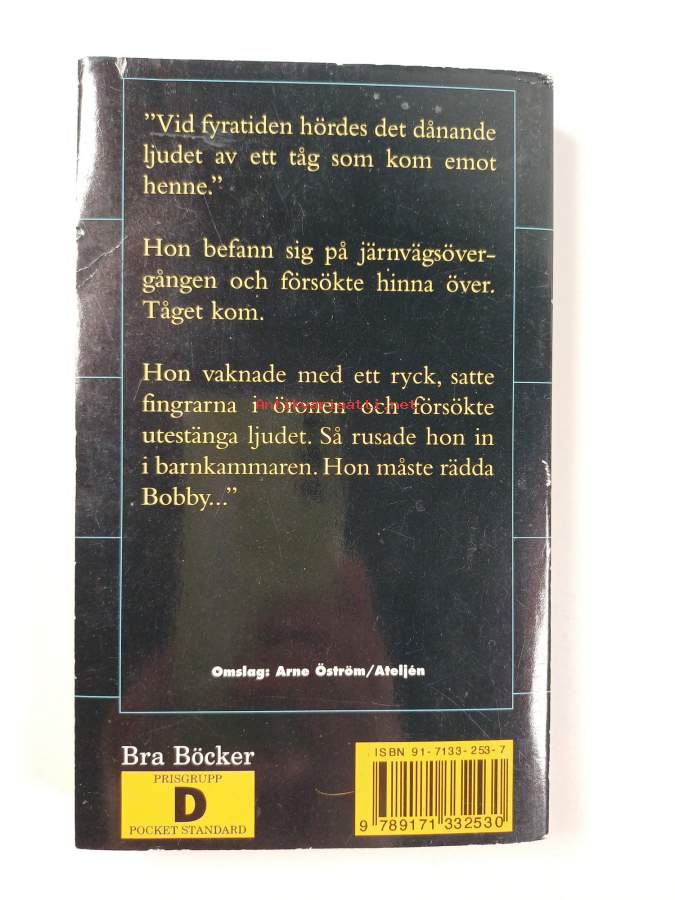 ”Vid fyratiden hördes det dånande
ljudet av ett tåg som kom emot
henne.”
Hon befann sig på järnvägsöver-
gången och försökte hinna över.
Tåget kom.
Hon vaknade med ett ryck, satte
fingrarna i öronen och försökte
utestänga ljudet. Så rusade hon in
i barnkammaren. Hon måste rädda
Bobby...”
Antikvariaatti.net
Omslag: Arne Öström/Ateljén
Bra Böcker
PRISGRUPP
D
POCKET STANDARD
ISBN 91-7133-253-7
9 789171 332530